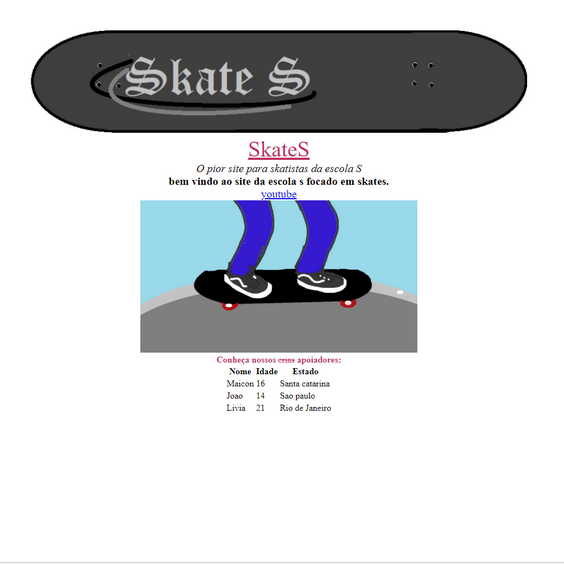 Skate S
SkateS
O pior site para skatistas da escola S
bem vindo ao site da escola s focado em skates.
youtube
Conheça nossos crias apoiadores:
Nome Idade Estado
Maicon 16 Santa catarina
Joao 14 Sao paulo
Livia 21 Rio de Janeiro